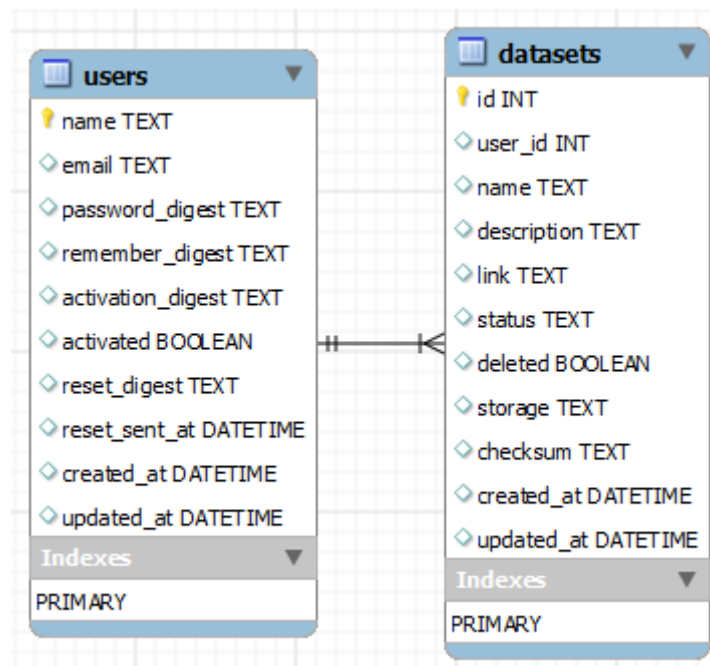 users
name TEXT
email TEXT
password_digest TEXT
remember_digest TEXT
activation_digest TEXT
activated BOOLEAN
reset_digest TEXT
reset_sent_at DATETIME
created_at DATETIME
updated_at DATETIME
Indexes
PRIMARY
datasets
id INT
user_id INT
name TEXT
description TEXT
link TEXT
status TEXT
deleted BOOLEAN
storage TEXT
checksum TEXT
created_at DATETIME
updated_at DATETIME
Indexes
PRIMARY